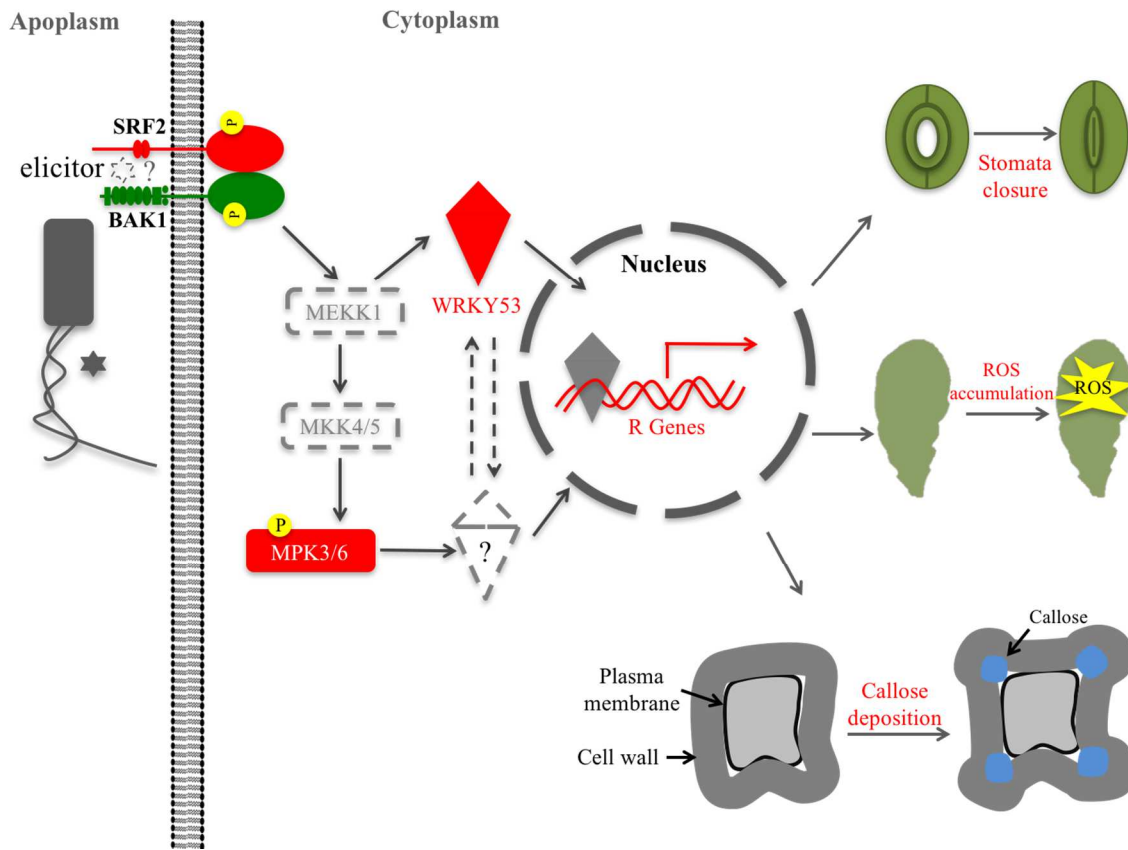 Apoplasm
Cytoplasm
P
SRF2
elicitor ?
BAK1
P
Stomata
closure
Nucleus
MEKK1
WRKY53
ROS
accumulation
ROS
R Genes
MKK4/5
P
MPK3/6
?
Callose
Plasma
membrane
Callose
deposition
Cell wall